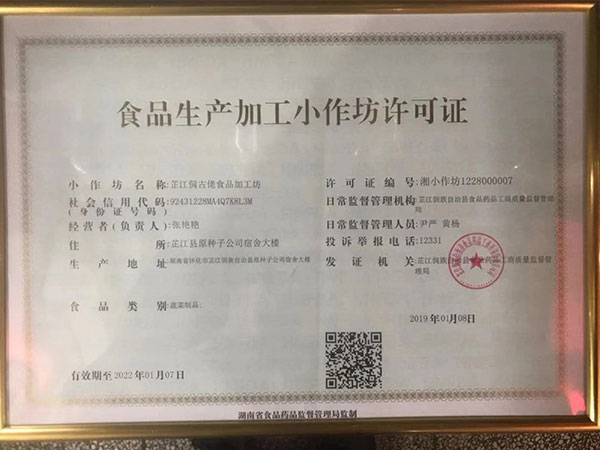 食品生产加工小作坊许可证
小作坊名称:芷江侗古佬食品加工坊
许可证编号:湘小作坊1228000007
社会信用代码:92431228MA4Q7K8L3M
(身份证号码)
日常监督管理机构:芷江侗族自治县食品药品工商质量监督管理局
经营者(负责人):张艳艳
日常监督管理人员:尹严 黄杨
住所:芷江县原种子公司宿舍大楼
投诉举报电话:12331
生产地址:湖南省怀化市芷江侗族自治县原种子公司宿舍大楼
发证机关:芷江侗族自治县食品药品工商质量监督管理局
食品类别:蔬菜制品;
2019年01月08日
有效期至2022年01月07日
湖南省食品药品监督管理局监制